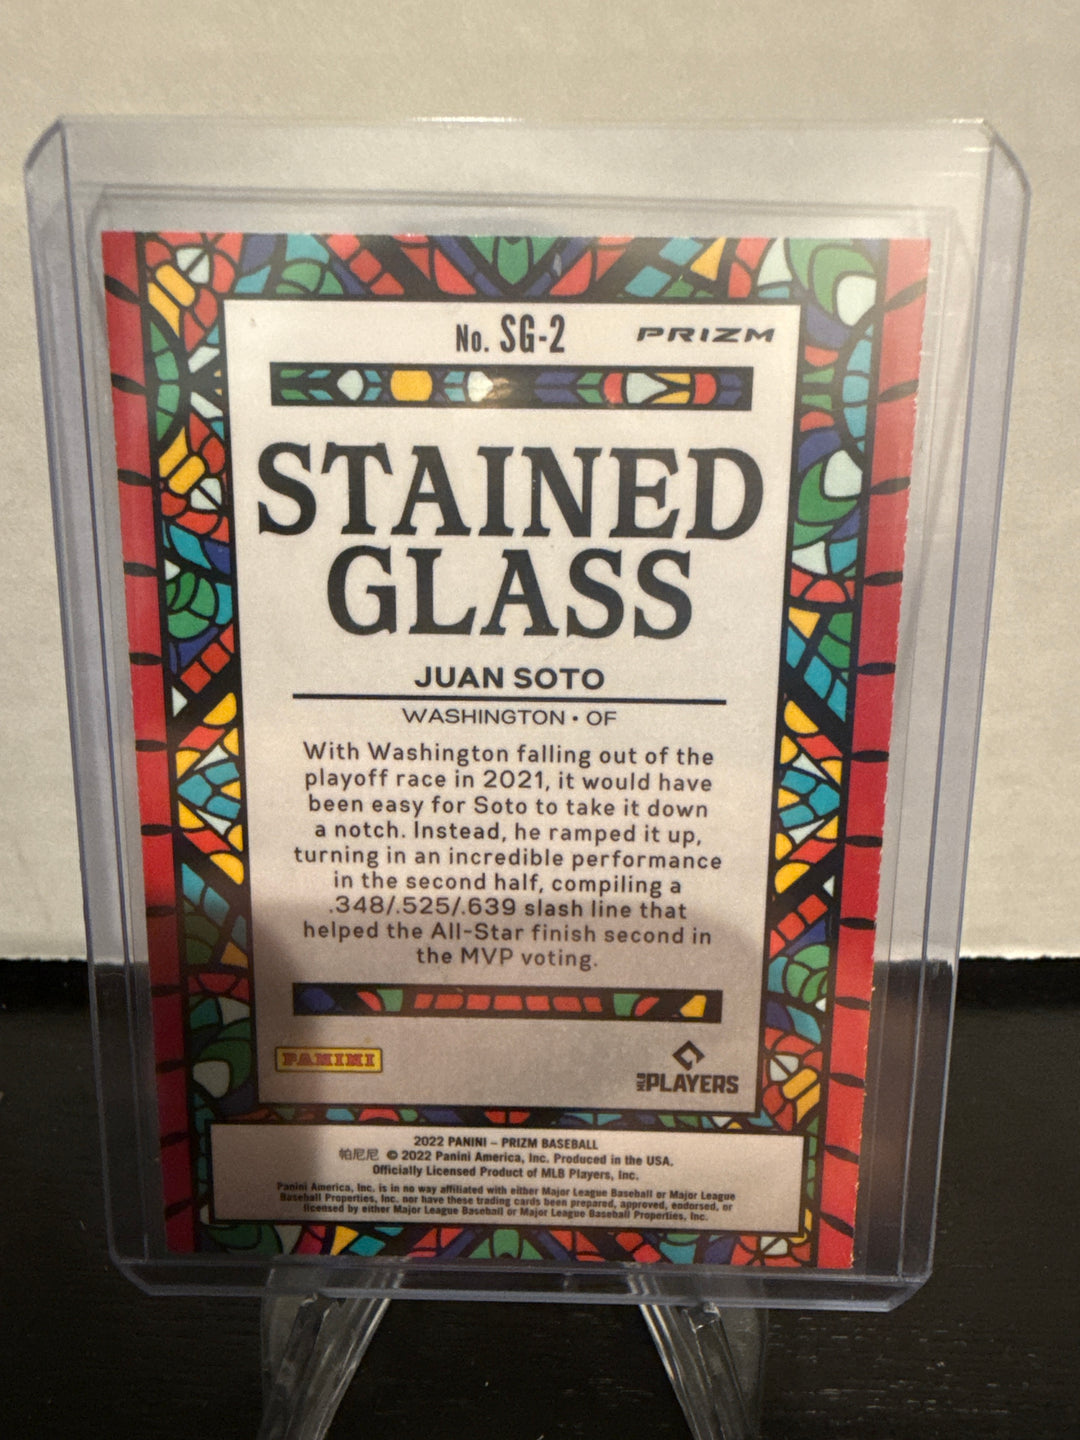 No. SG-2 PRIZM
STAINED
GLASS
JUAN SOTO
WASHINGTON • OF
With Washington falling out of the
playoff race in 2021, it would have
been easy for Soto to take it down
a notch. Instead, he ramped it up,
turning in an incredible performance
in the second half, compiling a
.348/.525/.639 slash line that
helped the All-Star finish second in
the MVP voting.
PANINI MLB PLAYERS
2022 PANINI – PRIZM BASEBALL
帕尼尼 © 2022 Panini America, Inc. Produced in the USA.
Officially Licensed Product of MLB Players, Inc.
Panini America, Inc. is in no way affiliated with either Major League Baseball or Major League
Baseball Properties, Inc. nor have these trading cards been prepared, approved, endorsed, or
licensed by either Major League Baseball or Major League Baseball Properties, Inc.